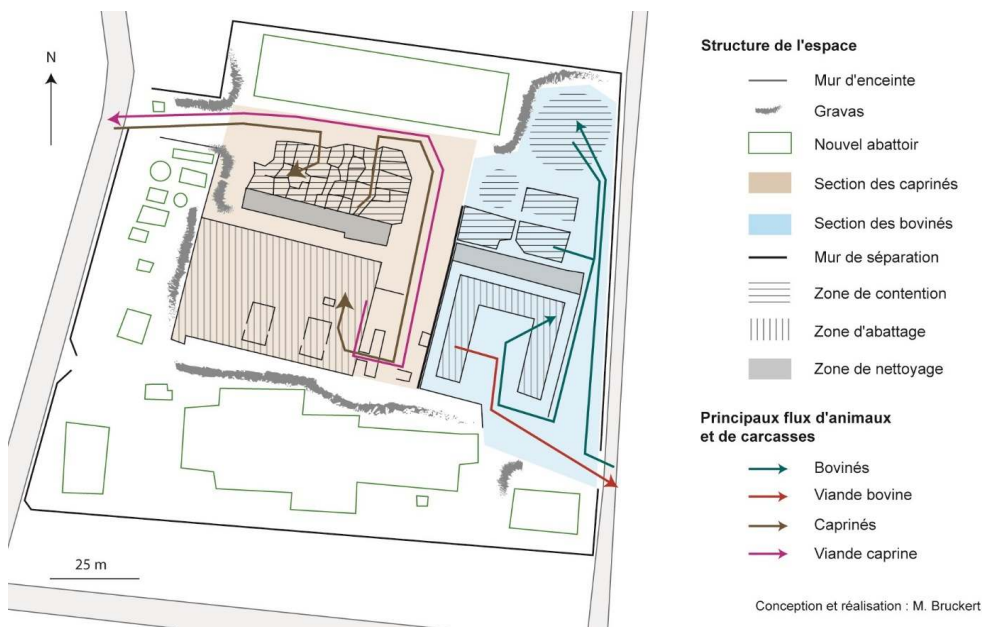 N
25 m
Structure de l'espace
Mur d'enceinte
Gravas
Nouvel abattoir
Section des caprinés
Section des bovinés
Mur de séparation
Zone de contention
Zone d'abattage
Zone de nettoyage
Principaux flux d'animaux
et de carcasses
Bovinés
Viande bovine
Caprinés
Viande caprine
Conception et réalisation : M. Bruckert